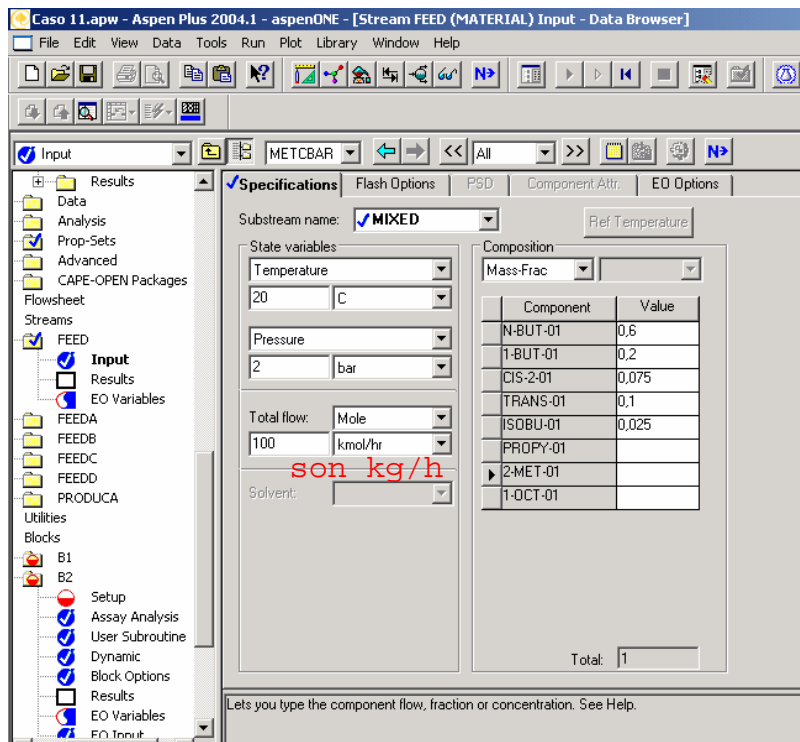 Caso 11.apw - Aspen Plus 2004.1 - aspenONE - [Stream FEED (MATERIAL) Input - Data Browser]
File Edit View Data Tools Run Plot Library Window Help
N>
Input METCBAR << All >> N>
Results
Data
Analysis
Prop-Sets
Advanced
CAPE-OPEN Packages
Flowsheet
Streams
FEED
Input
Results
EO Variables
FEEDA
FEEDB
FEEDC
FEEDD
PRODUCA
Utilities
Blocks
B1
B2
Setup
Assay Analysis
User Subroutine
Dynamic
Block Options
Results
EO Variables
EO Input
Specifications Flash Options PSD Component Attr. EO Options
Substream name: MIXED Ref Temperature
State variables
Temperature
20 C
Pressure
2 bar
Total flow: Mole
100 kmol/hr
son kg/h
Solvent:
Composition
Mass-Frac
Component Value
N-BUT-01 0,6
1-BUT-01 0,2
CIS-2-01 0,075
TRANS-01 0,1
ISOBU-01 0,025
PROPY-01
2-MET-01
1-OCT-01
Total: 1
Lets you type the component flow, fraction or concentration. See Help.